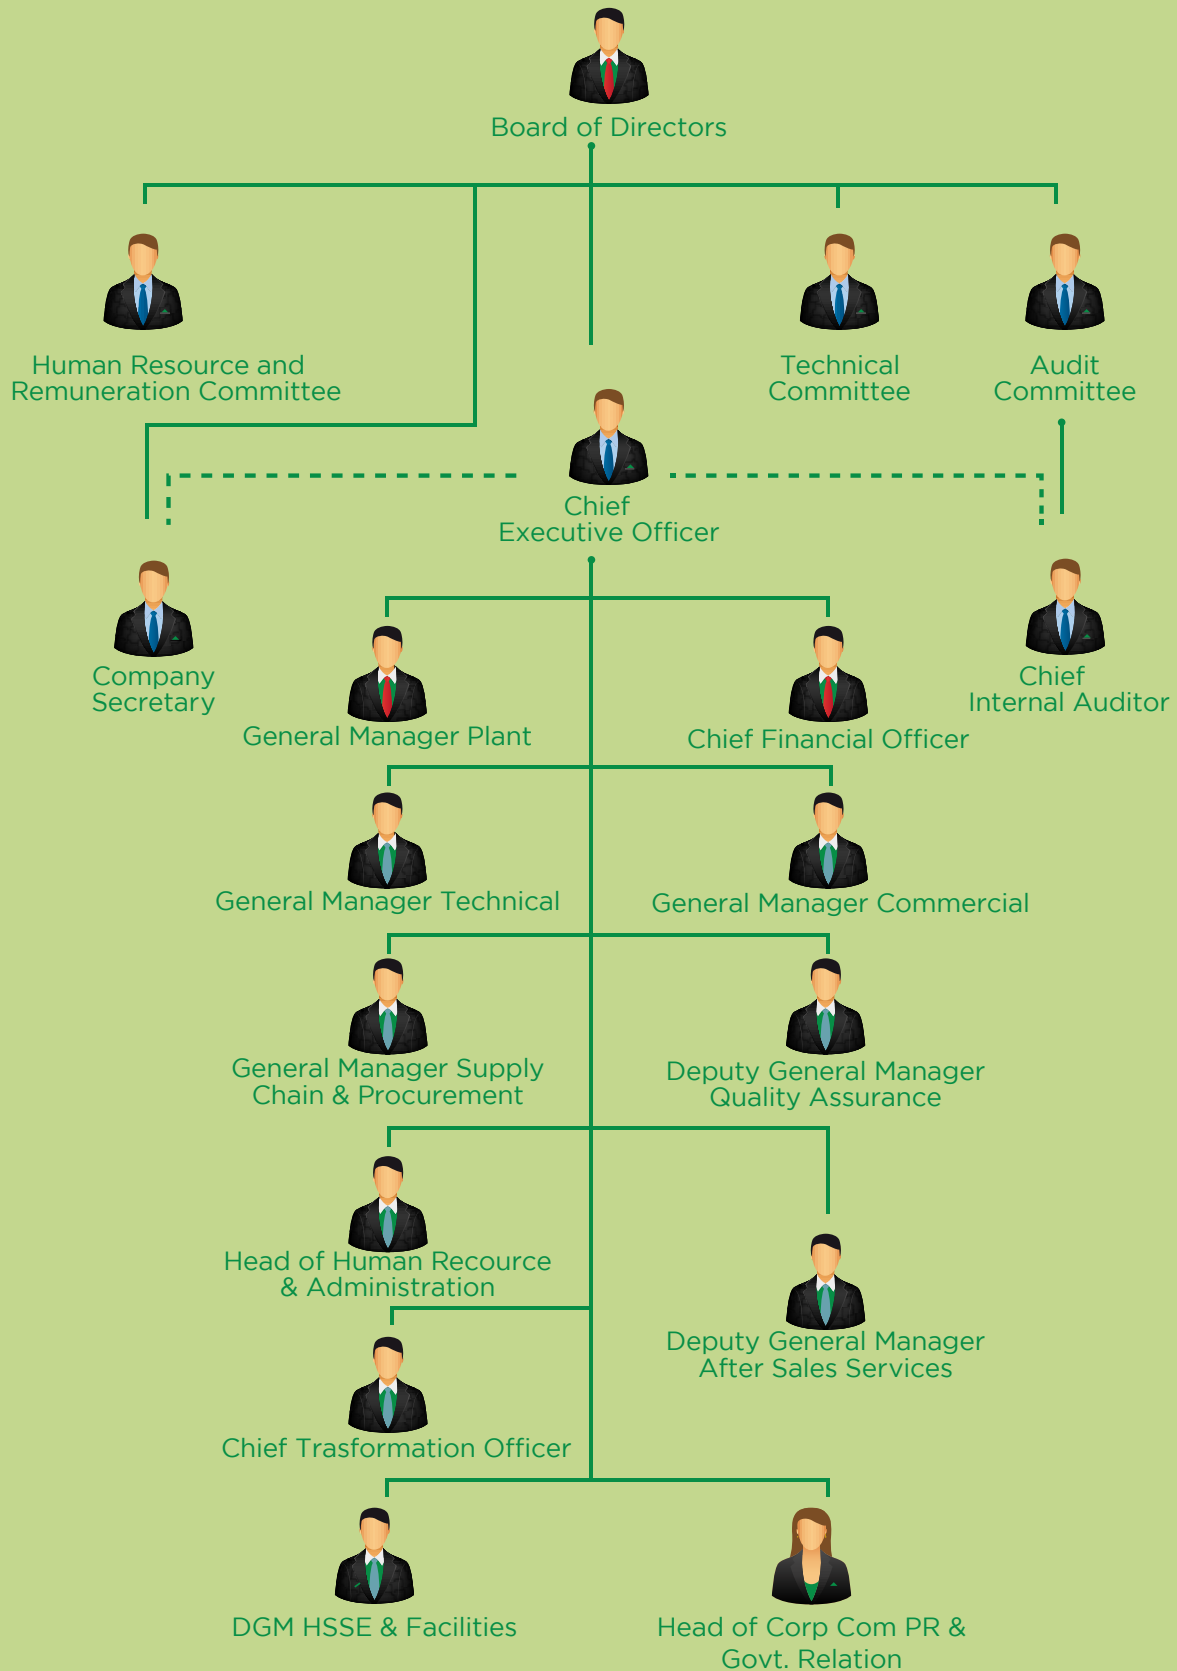 Board of Directors
Human Resource and
Remuneration Committee
Technical
Committee
Audit
Committee
Chief
Executive Officer
Company
Secretary
Chief
Internal Auditor
General Manager Plant
Chief Financial Officer
General Manager Technical
General Manager Commercial
General Manager Supply
Chain & Procurement
Deputy General Manager
Quality Assurance
Head of Human Recource
& Administration
Deputy General Manager
After Sales Services
Chief Trasformation Officer
DGM HSSE & Facilities
Head of Corp Com PR &
Govt. Relation